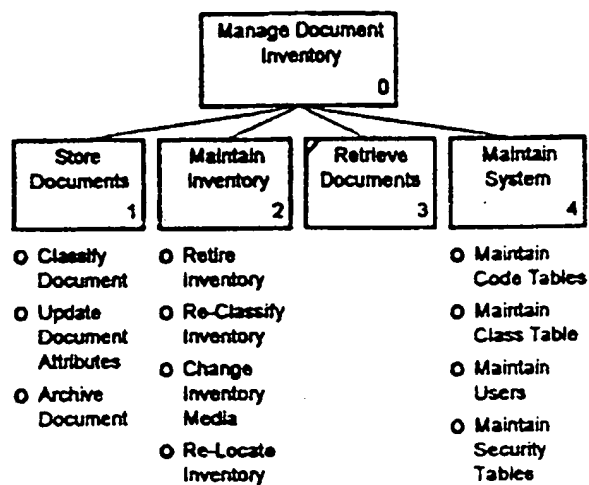 Manage Document
Inventory
0
Store
Documents
1
Maintain
Inventory
2
Retrieve
Documents
3
Maintain
System
4
Classify
Document
Update
Document
Attributes
Archive
Document
Retire
Inventory
Re-Classify
Inventory
Change
Inventory
Media
Re-Locate
Inventory
Maintain
Code Tables
Maintain
Class Table
Maintain
Users
Maintain
Security
Tables